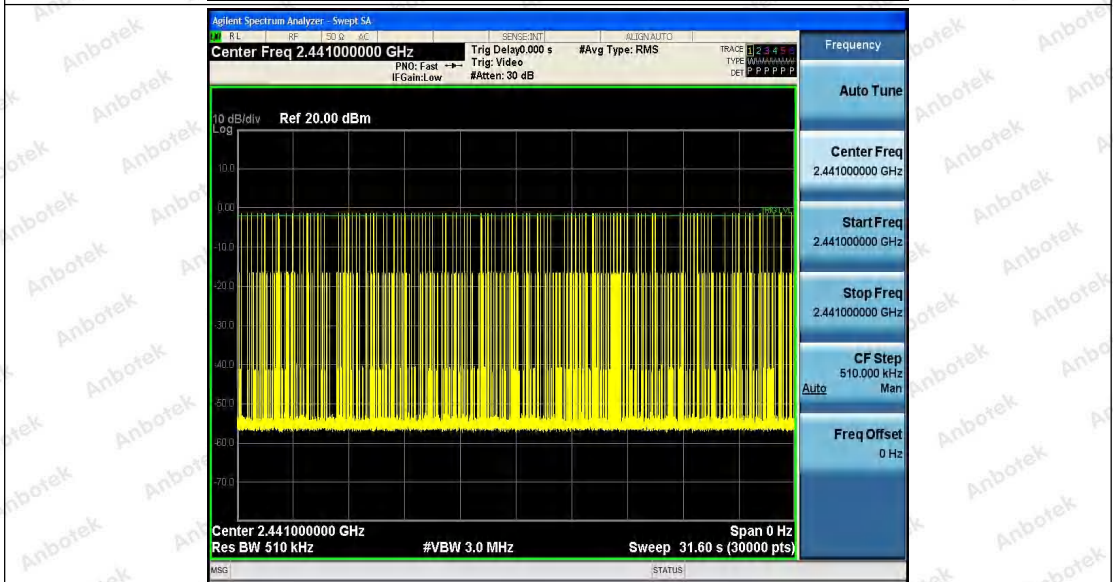 Agilent Spectrum Analyzer - Swept SA
RL RF 50 Ω AC SENSE:INT ALIGN AUTO
Center Freq 2.441000000 GHz
PNO: Fast
IFGain:Low
Trig Delay0.000 s
Trig: Video
#Atten: 30 dB
#Avg Type: RMS
TRACE 1 2 3 4 5 6
TYPE
DET P P P P P P
10 dB/div Ref 20.00 dBm
Log
10.0
0.00
-10.0
-20.0
-30.0
-40.0
-50.0
-60.0
-70.0
TRIG LVL
Center 2.441000000 GHz
Span 0 Hz
Res BW 510 kHz
#VBW 3.0 MHz
Sweep 31.60 s (30000 pts)
MSG
STATUS
Frequency
Auto Tune
Center Freq
2.441000000 GHz
Start Freq
2.441000000 GHz
Stop Freq
2.441000000 GHz
CF Step
510.000 kHz
Auto Man
Freq Offset
0 Hz
Anbotek